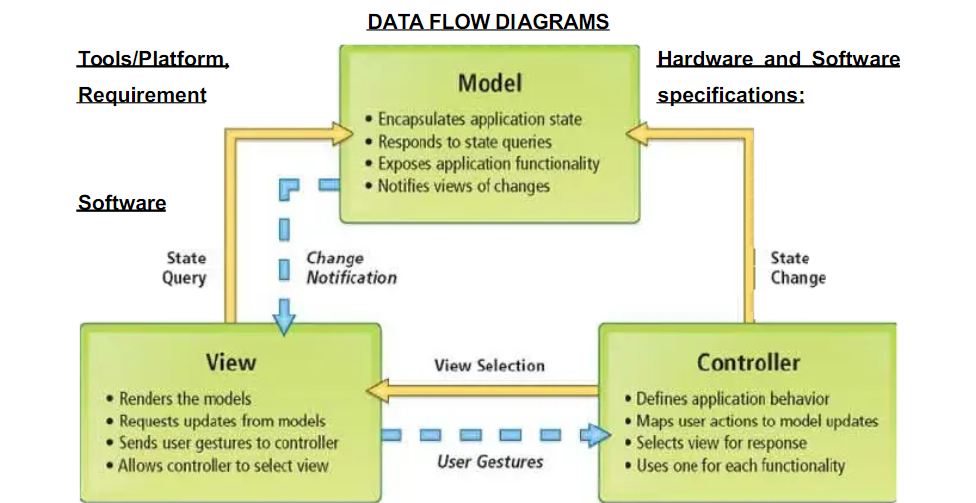 DATA FLOW DIAGRAMS
Tools/Platform,
Requirement
Hardware and Software
specifications:
Software
Model
• Encapsulates application state
• Responds to state queries
• Exposes application functionality
• Notifies views of changes
State
Query
Change
Notification
State
Change
View
• Renders the models
• Requests updates from models
• Sends user gestures to controller
• Allows controller to select view
View Selection
User Gestures
Controller
• Defines application behavior
• Maps user actions to model updates
• Selects view for response
• Uses one for each functionality